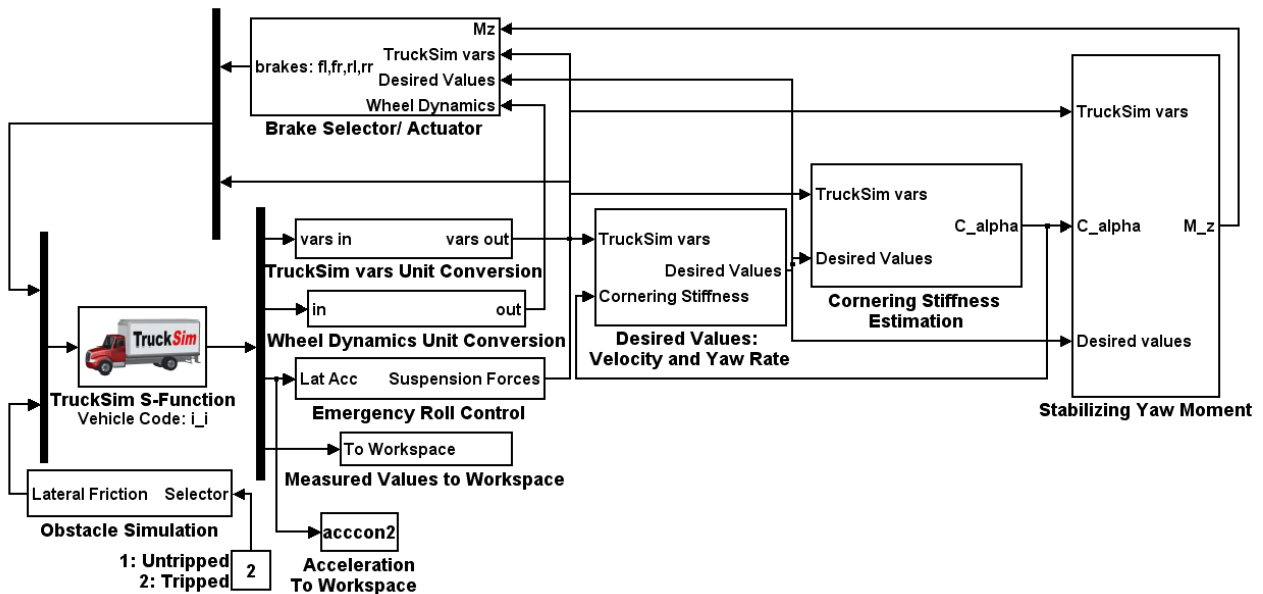 Mz
TruckSim vars
brakes: fl,fr,rl,rr
Desired Values
Wheel Dynamics
Brake Selector/ Actuator
TruckSim vars
C_alpha
M_z
Desired values
Stabilizing Yaw Moment
TruckSim vars
C_alpha
Desired Values
Cornering Stiffness
Estimation
TruckSim vars
Desired Values
Cornering Stiffness
Desired Values:
Velocity and Yaw Rate
vars in
vars out
TruckSim vars Unit Conversion
in
out
Wheel Dynamics Unit Conversion
Lat Acc
Suspension Forces
Emergency Roll Control
To Workspace
Measured Values to Workspace
acccon2
Acceleration
To Workspace
TruckSim
TruckSim S-Function
Vehicle Code: i_i
Lateral Friction
Selector
Obstacle Simulation
1: Untripped
2: Tripped
2